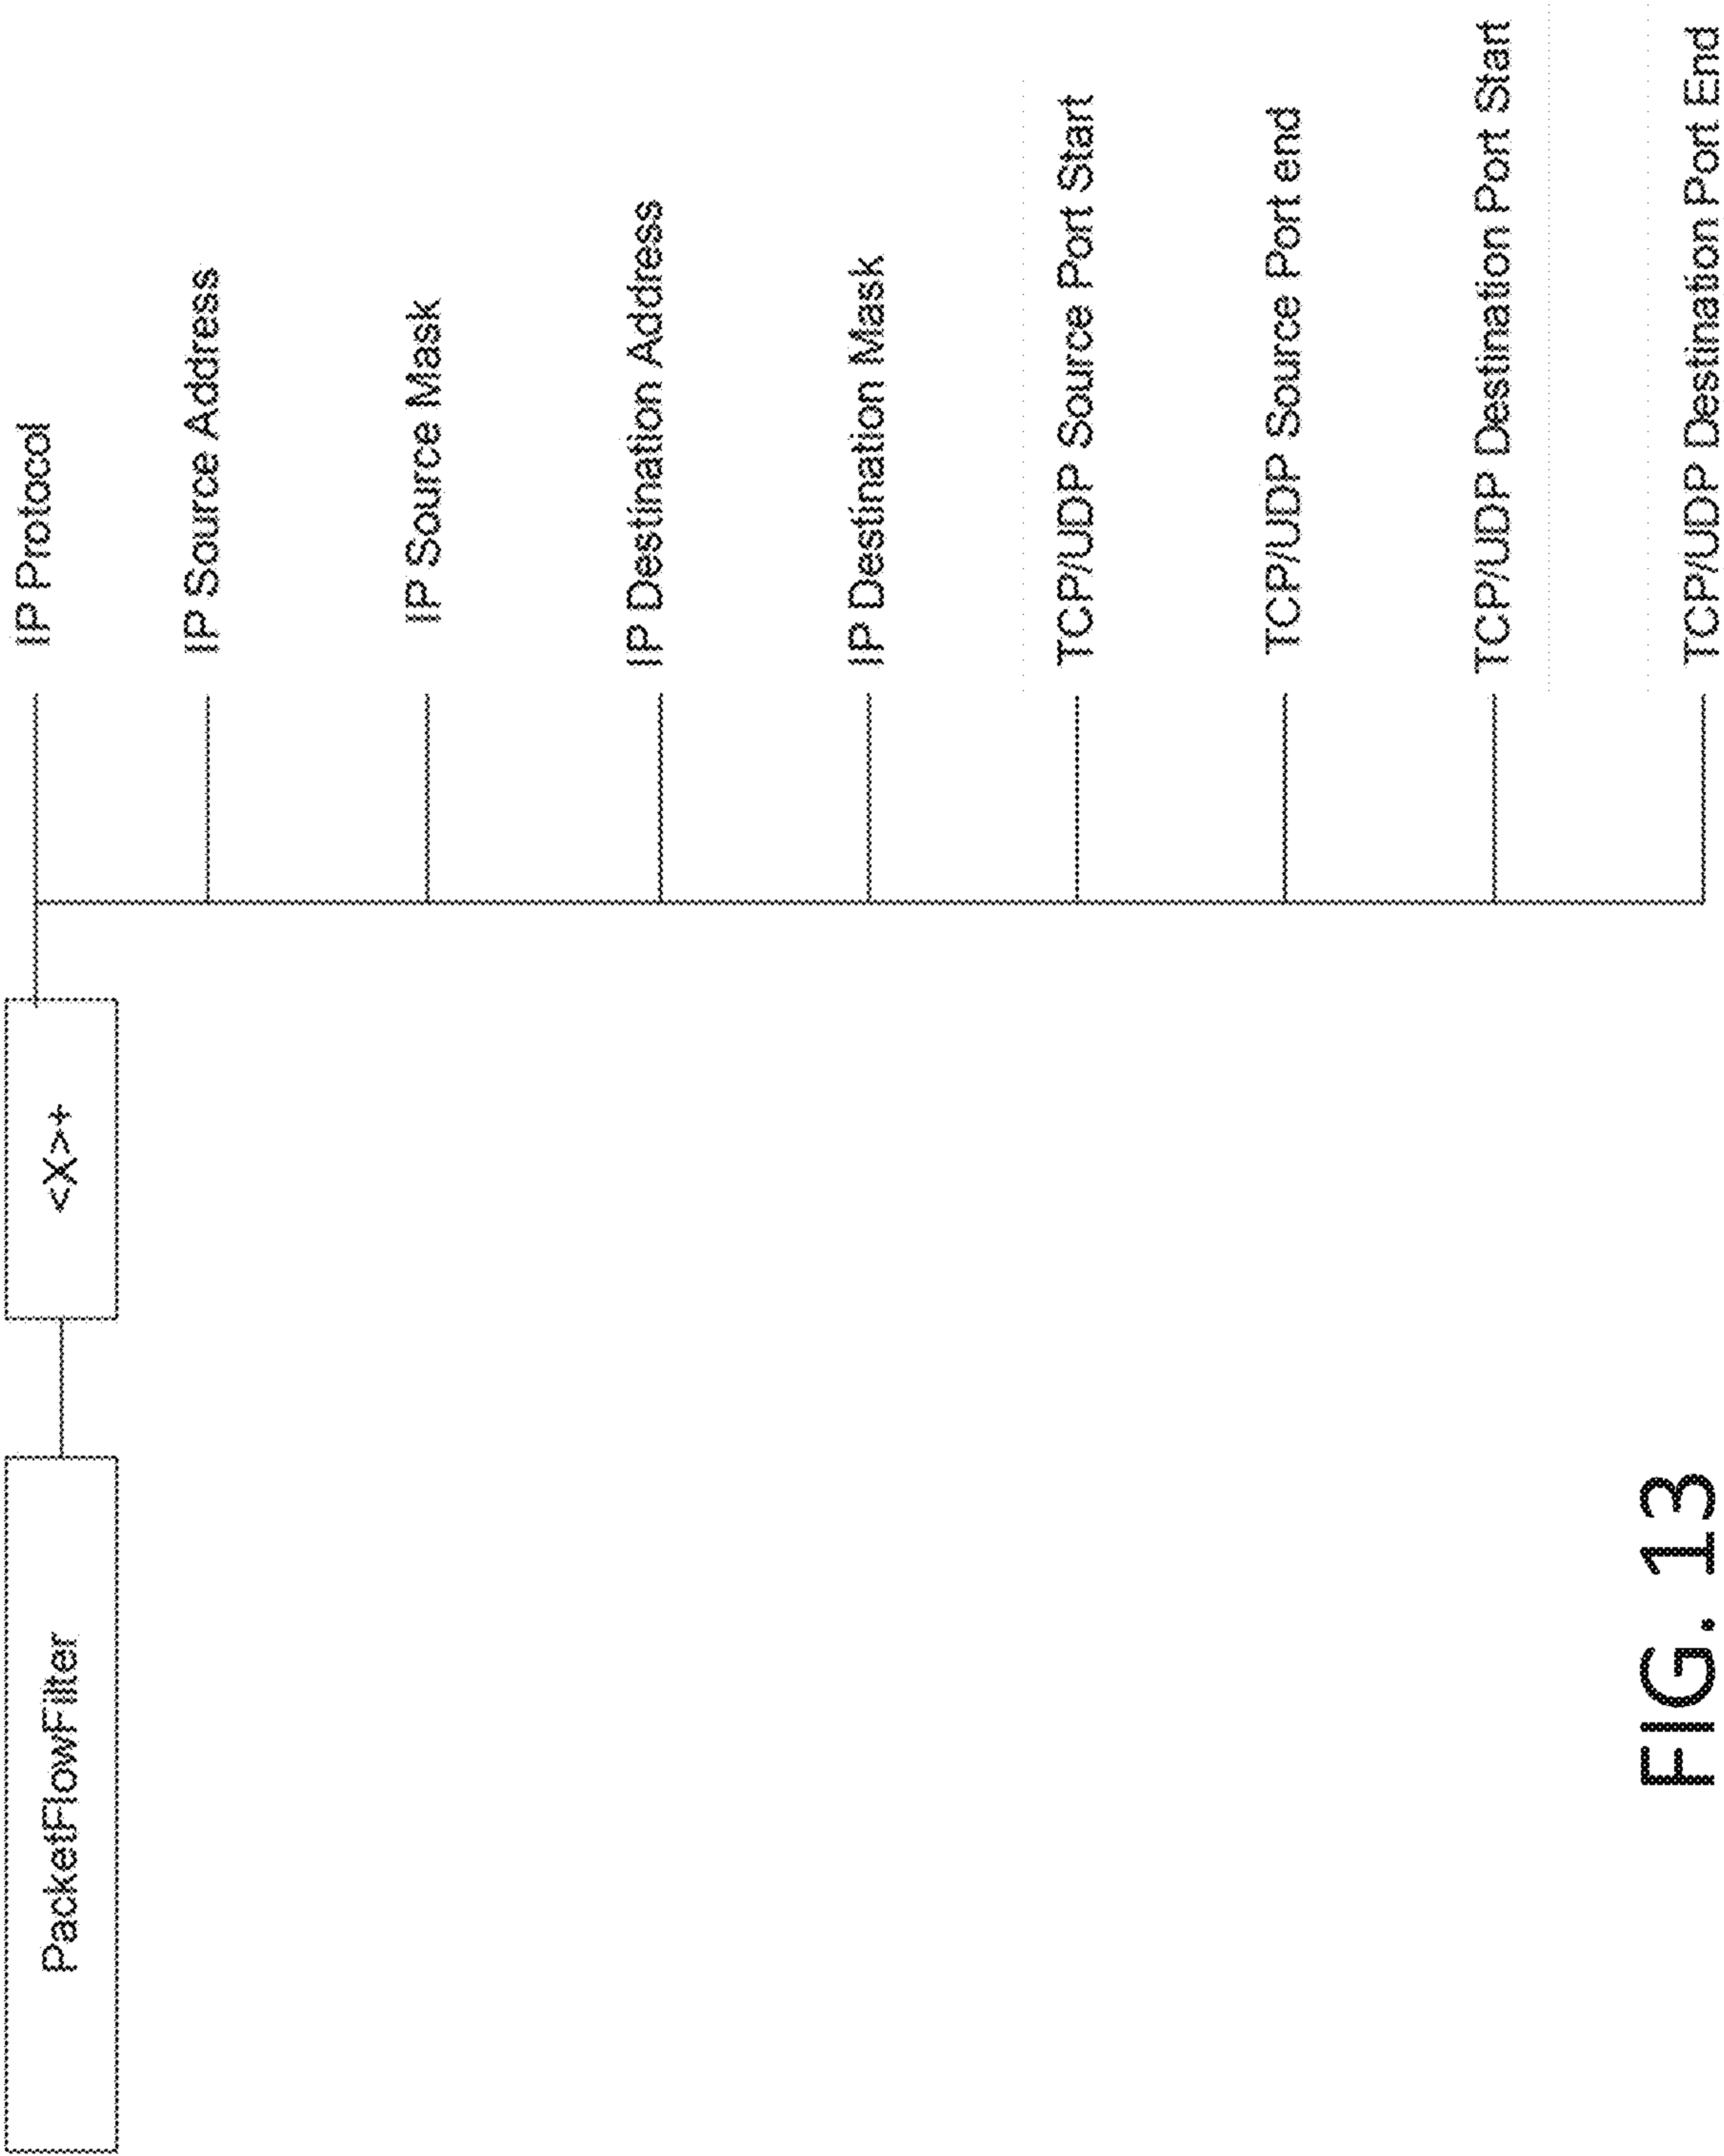 PacketFlowFilter
<X>+
IP Protocol
IP Source Address
IP Source Mask
IP Destination Address
IP Destination Mask
TCP/UDP Source Port Start
TCP/UDP Source Port end
TCP/UDP Destination Port Start
TCP/UDP Destination Port End
FIG. 13